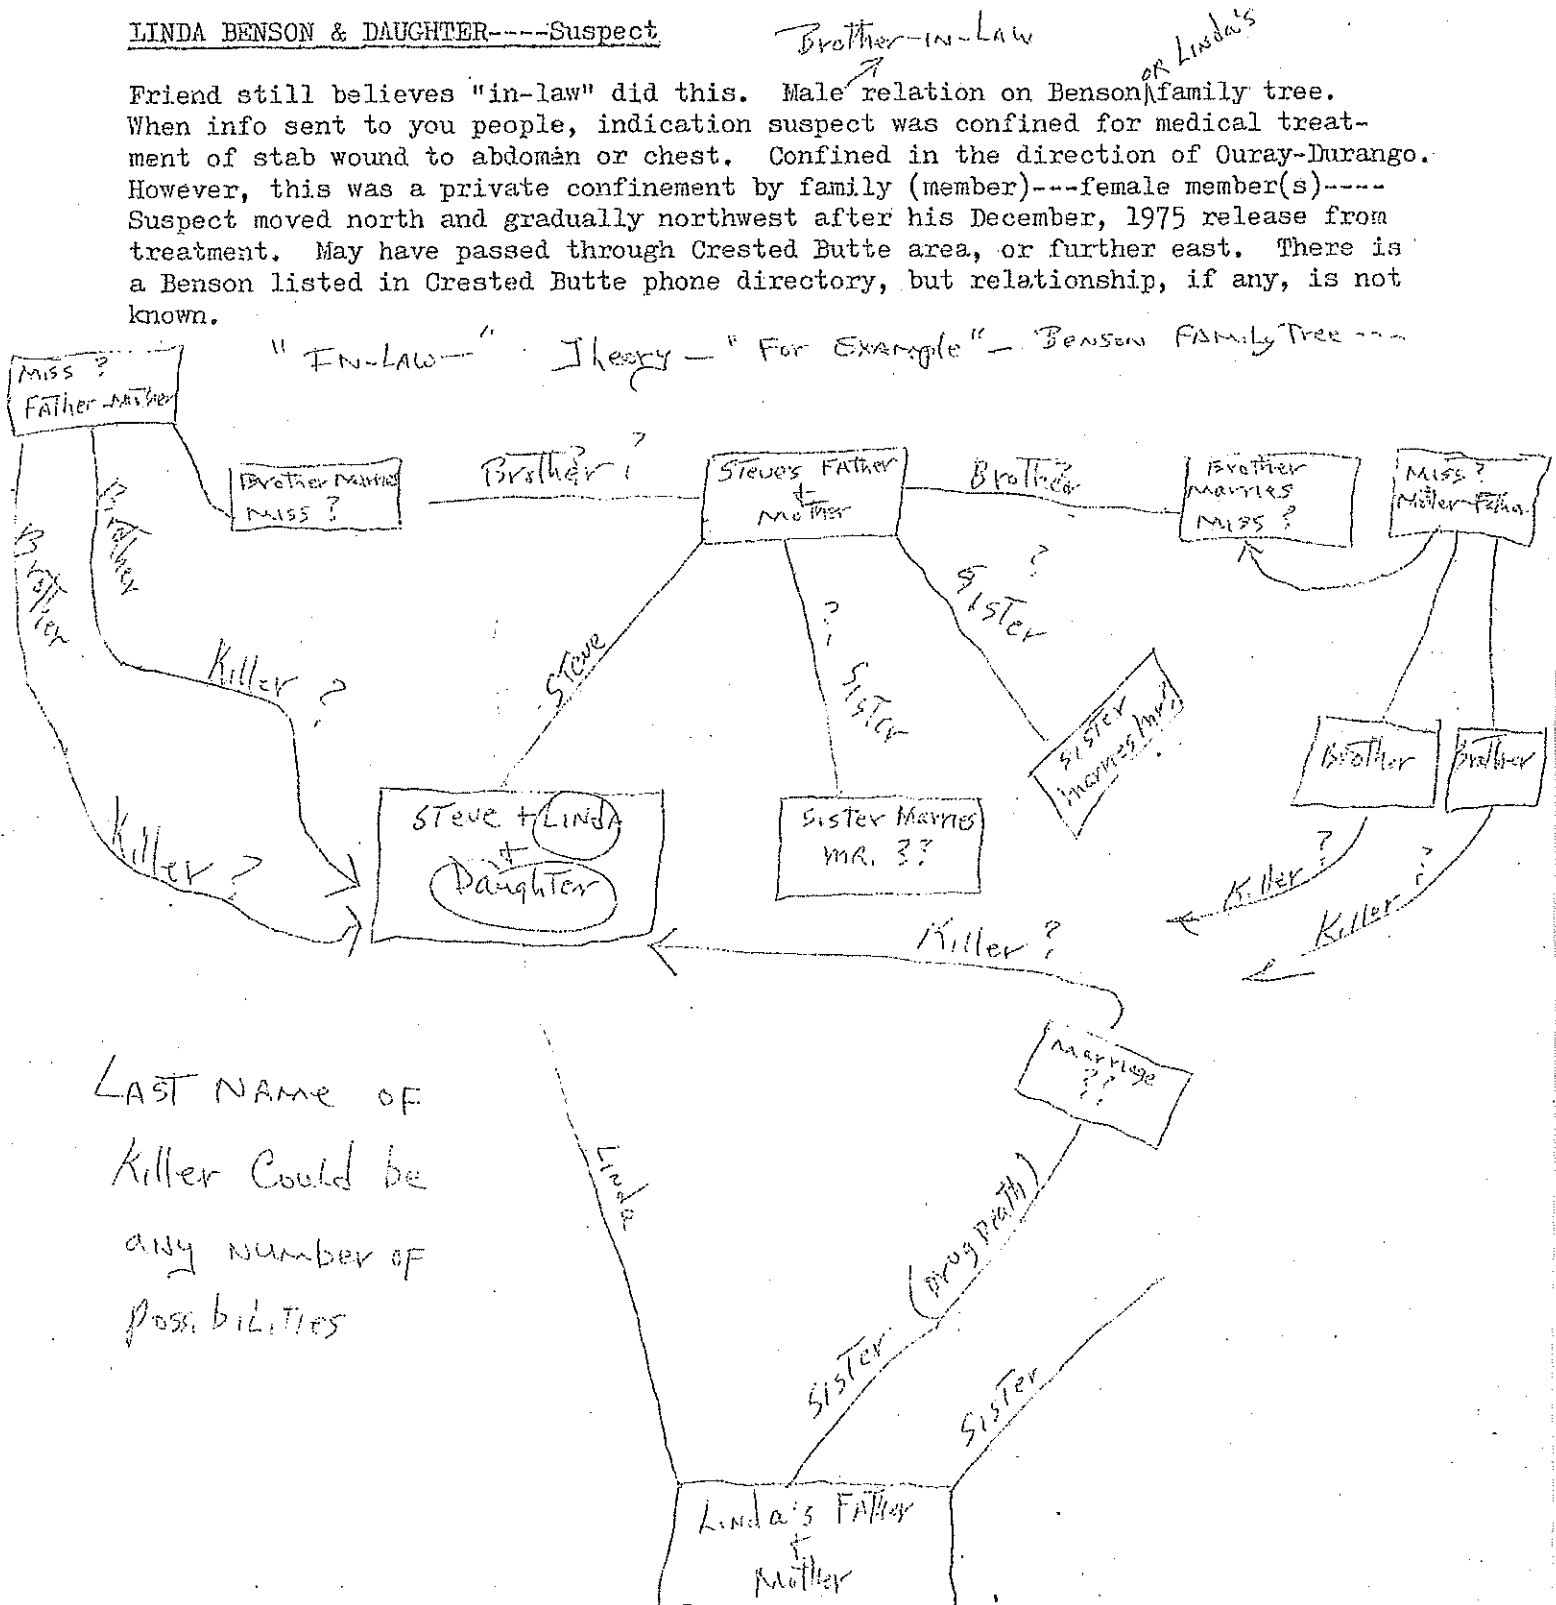 LINDA BENSON & DAUGHTER----Suspect
Brother-IN-LAW
OR LINda's
Friend still believes "in-law" did this. Male relation on Benson family tree.
When info sent to you people, indication suspect was confined for medical treat-
ment of stab wound to abdoman or chest. Confined in the direction of Ouray-Durango.
However, this was a private confinement by family (member)---female member(s)----
Suspect moved north and gradually northwest after his December, 1975 release from
treatment. May have passed through Crested Butte area, or further east. There is
a Benson listed in Crested Butte phone directory, but relationship, if any, is not
known.
"IN-LAW—" Theory — "For Example" — BENSON FAMILY Tree ---
Miss ?
FATher-Mother
Brother Marries
Miss ?
Brother ?
STeve's FATher
+
Mother
Brother ?
Brother
Marries
Miss ?
Miss ?
Mother-Father
Brother
Brother
Killer ?
Killer ?
STeve
? Sister
? Sister
Sister
marries Mr.
Brother
Brother
STeve + LINDA
+
Daughter
Sister Marries
MR. ??
Killer ?
Killer ?
Killer ?
Marriage
??
LAST NAMe OF
Killer Could be
aNy NUmber OF
PossibiLiTies
Linda
Sister (Drug Death)
Sister
LiNda's FATher
+
Mother